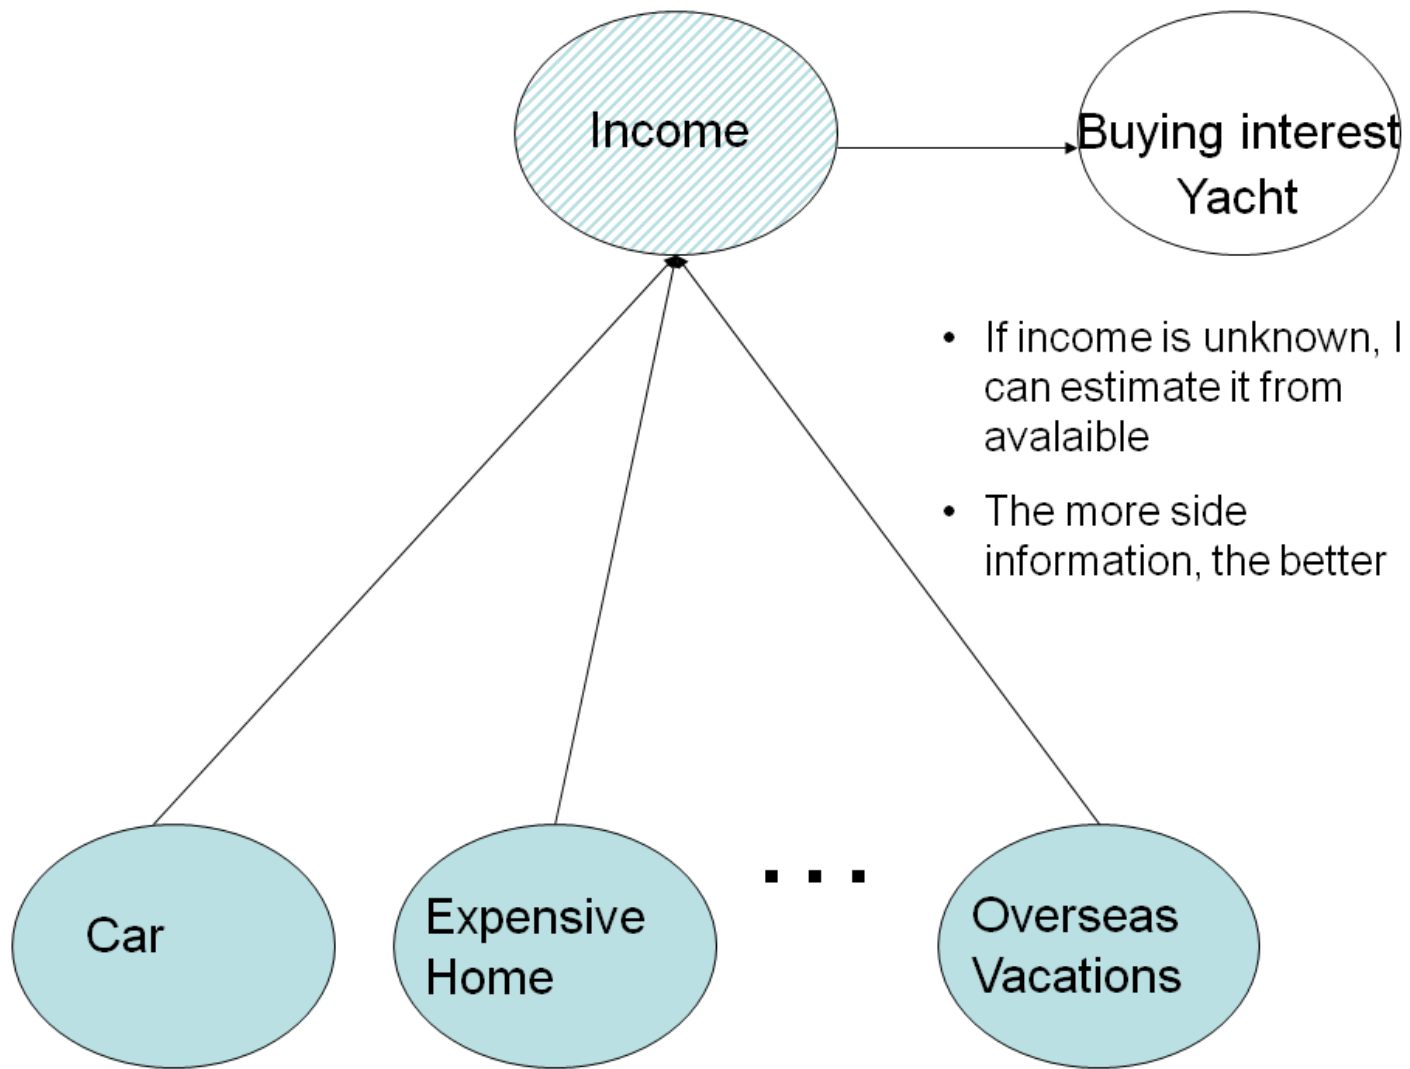 Income
Buying interest
Yacht
• If income is unknown, I
can estimate it from
avalaible
• The more side
information, the better
Car
Expensive
Home
. . .
Overseas
Vacations